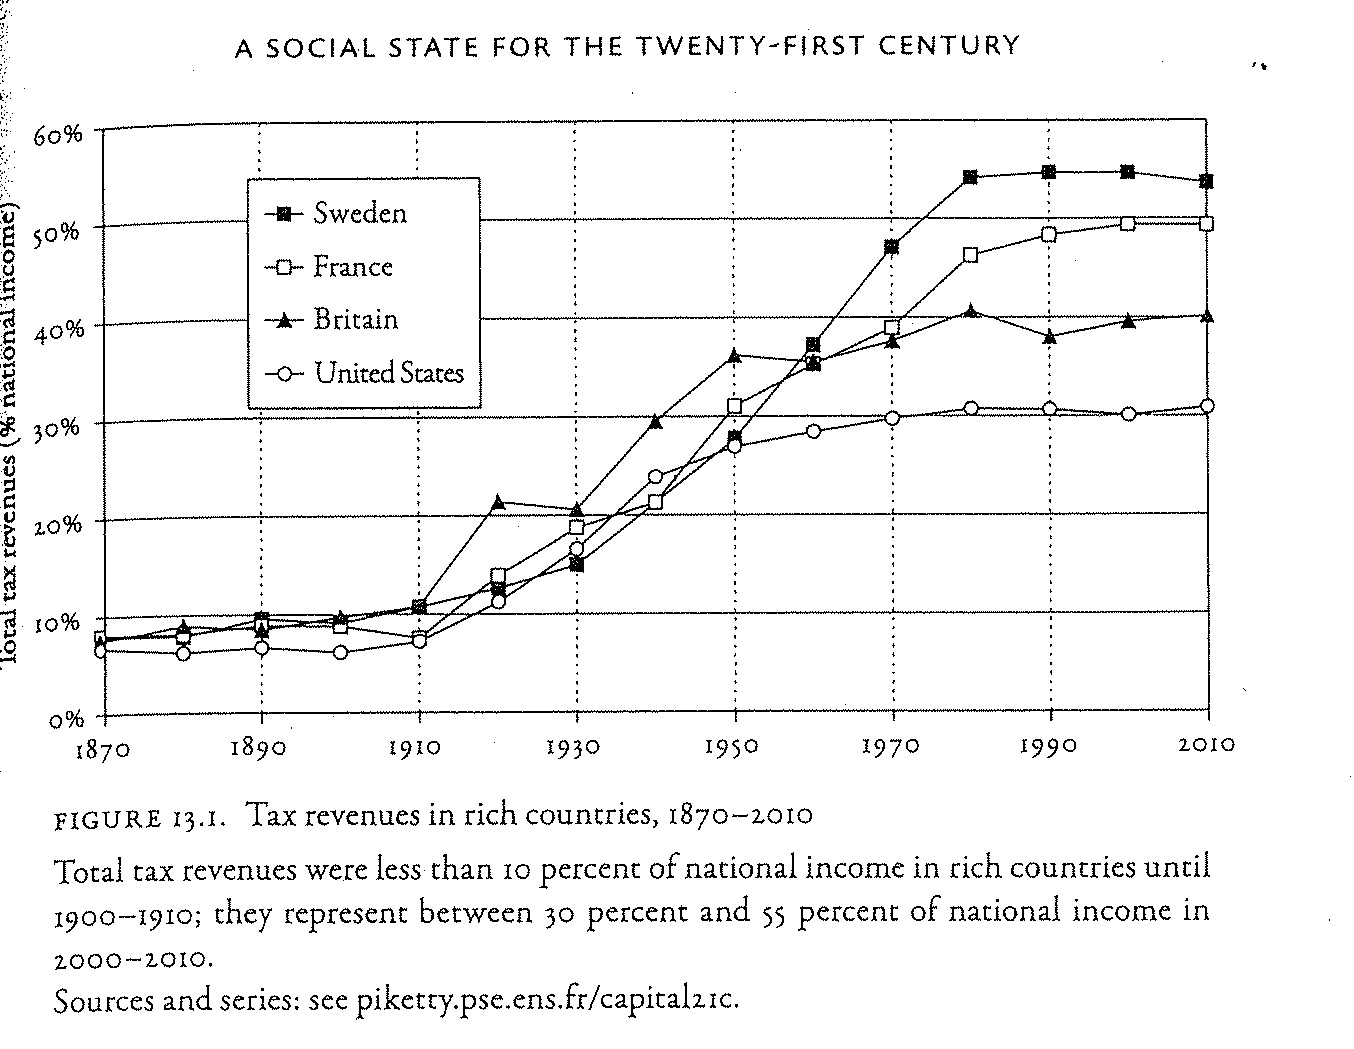 A SOCIAL STATE FOR THE TWENTY-FIRST CENTURY
Total tax revenues (% national income)
60%
50%
40%
30%
20%
10%
0%
Sweden
France
Britain
United States
1870 1890 1910 1930 1950 1970 1990 2010
FIGURE 13.1. Tax revenues in rich countries, 1870–2010
Total tax revenues were less than 10 percent of national income in rich countries until
1900–1910; they represent between 30 percent and 55 percent of national income in
2000–2010.
Sources and series: see piketty.pse.ens.fr/capital21c.